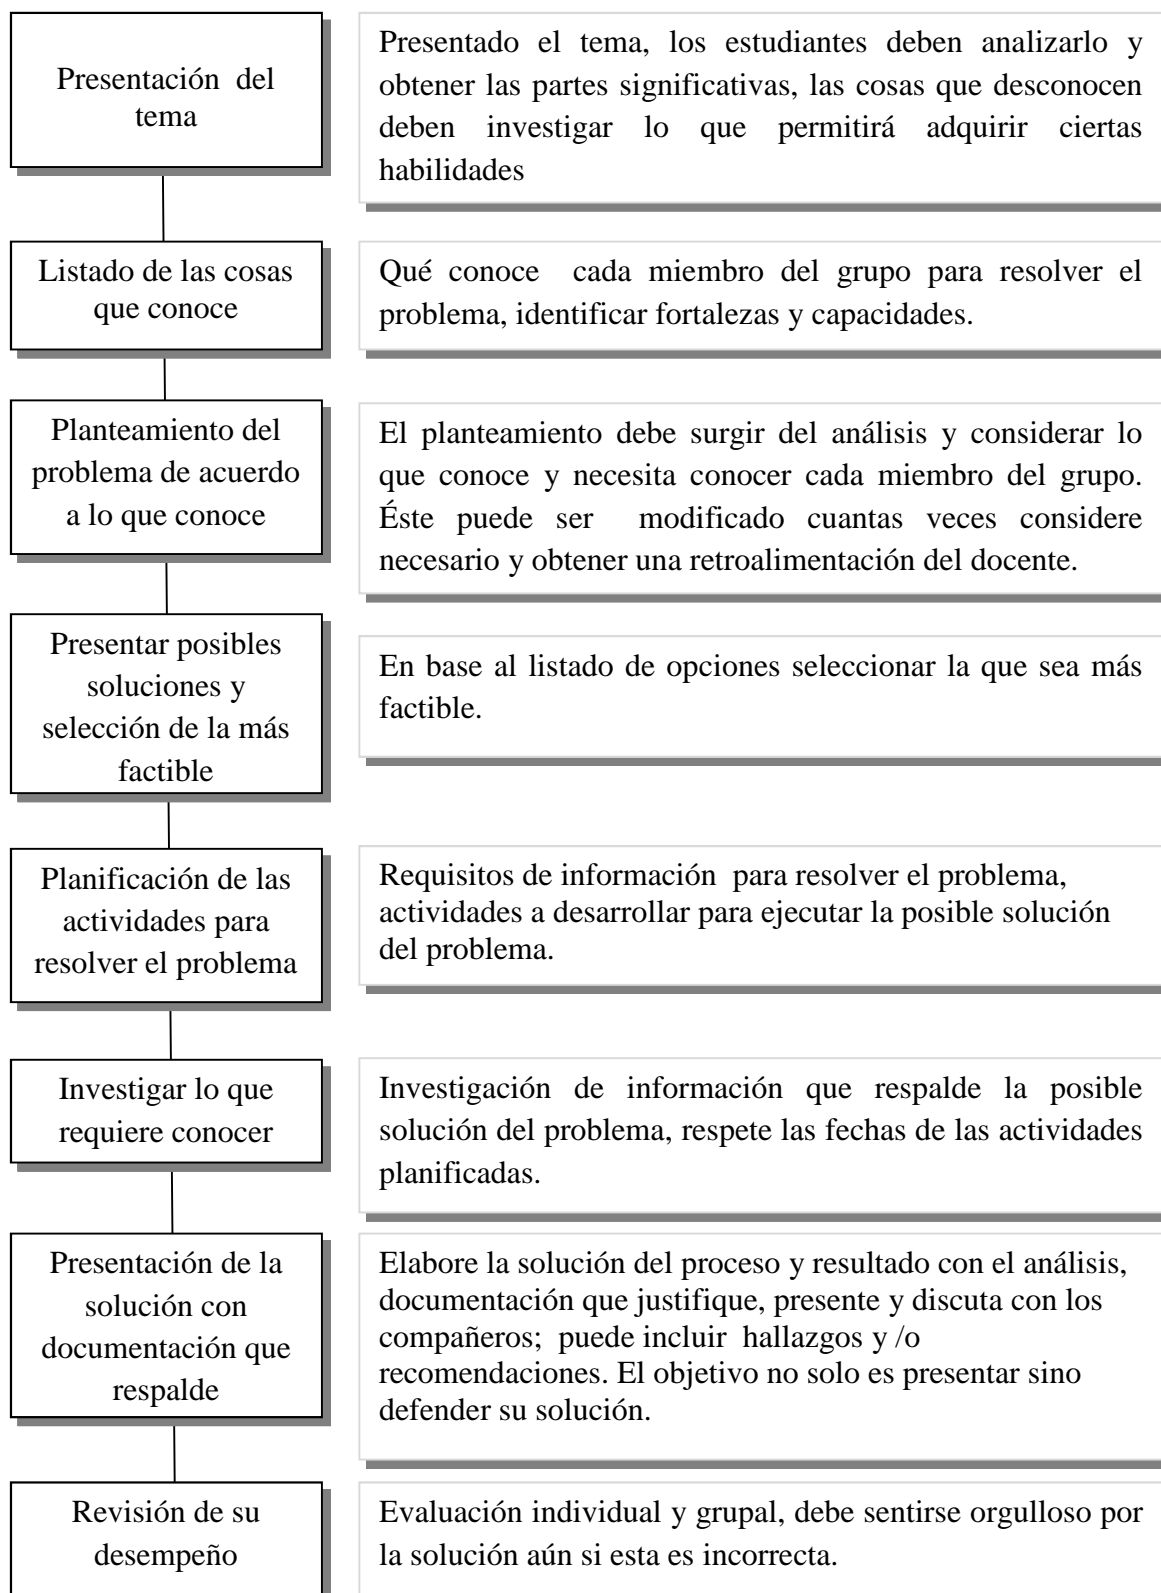 Presentación del
tema
Presentado el tema, los estudiantes deben analizarlo y
obtener las partes significativas, las cosas que desconocen
deben investigar lo que permitirá adquirir ciertas
habilidades
Listado de las cosas
que conoce
Qué conoce cada miembro del grupo para resolver el
problema, identificar fortalezas y capacidades.
Planteamiento del
problema de acuerdo
a lo que conoce
El planteamiento debe surgir del análisis y considerar lo
que conoce y necesita conocer cada miembro del grupo.
Éste puede ser modificado cuantas veces considere
necesario y obtener una retroalimentación del docente.
Presentar posibles
soluciones y
selección de la más
factible
En base al listado de opciones seleccionar la que sea más
factible.
Planificación de las
actividades para
resolver el problema
Requisitos de información para resolver el problema,
actividades a desarrollar para ejecutar la posible solución
del problema.
Investigar lo que
requiere conocer
Investigación de información que respalde la posible
solución del problema, respete las fechas de las actividades
planificadas.
Presentación de la
solución con
documentación que
respalde
Elabore la solución del proceso y resultado con el análisis,
documentación que justifique, presente y discuta con los
compañeros; puede incluir hallazgos y /o
recomendaciones. El objetivo no solo es presentar sino
defender su solución.
Revisión de su
desempeño
Evaluación individual y grupal, debe sentirse orgulloso por
la solución aún si esta es incorrecta.